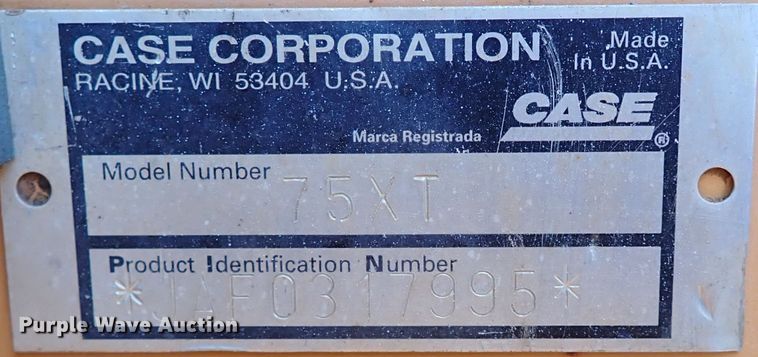 CASE CORPORATION
RACINE, WI 53404 U.S.A.
Made
In U.S.A.
CASE
®
Marca Registrada
Model Number
75XT
Product Identification Number
*JAF0317995*
Purple Wave Auction